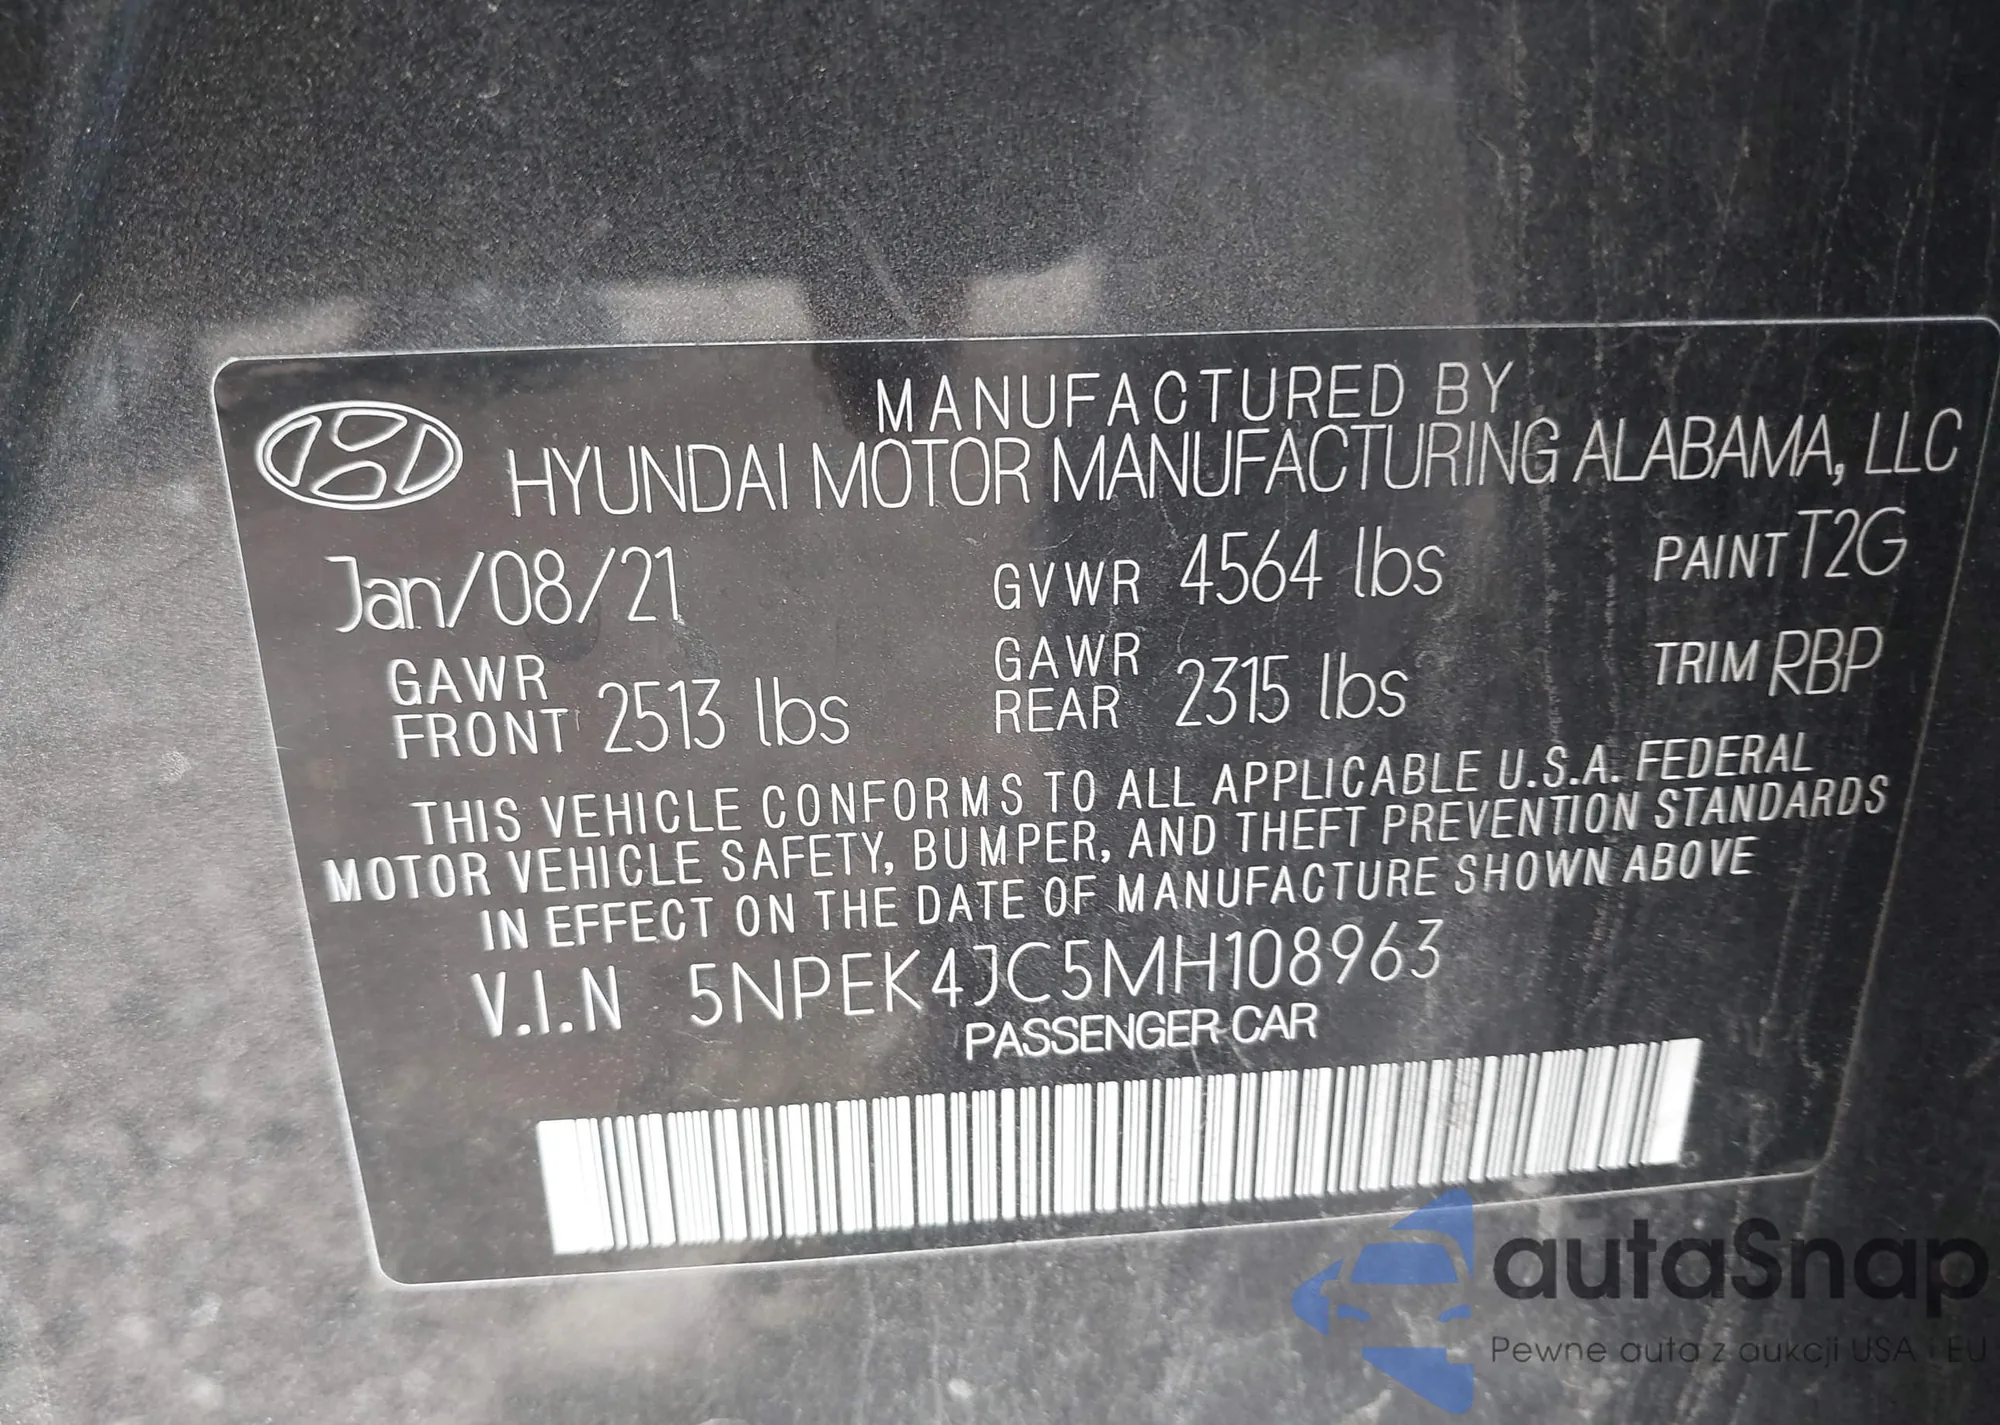 MANUFACTURED BY
HYUNDAI MOTOR MANUFACTURING ALABAMA, LLC
Jan/08/21 GVWR 4564 lbs PAINT T2G
GAWR FRONT 2513 lbs GAWR REAR 2315 lbs TRIM RBP
THIS VEHICLE CONFORMS TO ALL APPLICABLE U.S.A. FEDERAL
MOTOR VEHICLE SAFETY, BUMPER, AND THEFT PREVENTION STANDARDS
IN EFFECT ON THE DATE OF MANUFACTURE SHOWN ABOVE
V.I.N 5NPEK4JC5MH108963
PASSENGER CAR
autaSnap
Pewne auta z aukcji USA i EU